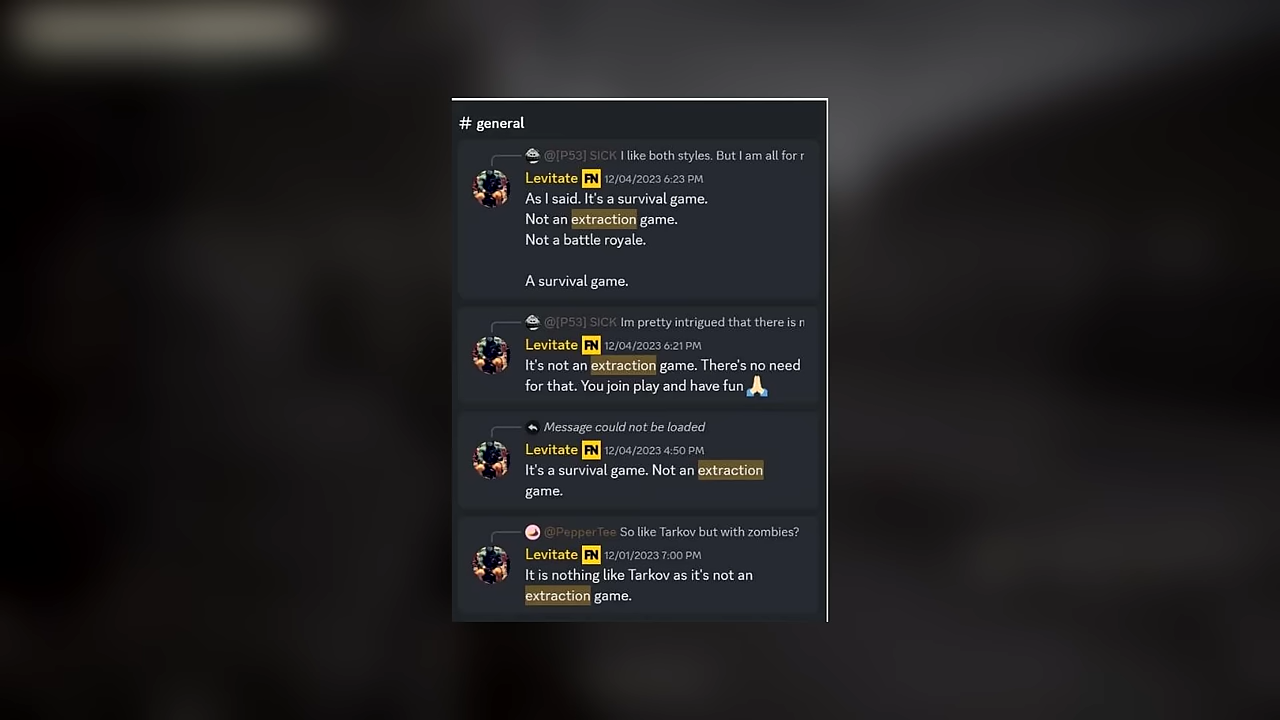 # general
@[P53] SICK I like both styles. But I am all for r
Levitate FN 12/04/2023 6:23 PM
As I said. It's a survival game.
Not an extraction game.
Not a battle royale.
A survival game.
@[P53] SICK Im pretty intrigued that there is n
Levitate FN 12/04/2023 6:21 PM
It's not an extraction game. There's no need
for that. You join play and have fun 🙏🏻
Message could not be loaded
Levitate FN 12/04/2023 4:50 PM
It's a survival game. Not an extraction
game.
@PepperTee So like Tarkov but with zombies?
Levitate FN 12/01/2023 7:00 PM
It is nothing like Tarkov as it's not an
extraction game.